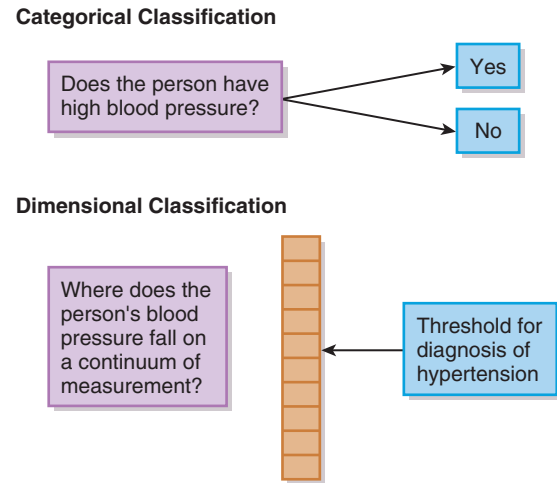 Categorical Classification
Does the person have
high blood pressure?
Yes
No
Dimensional Classification
Where does the
person's blood
pressure fall on
a continuum of
measurement?
Threshold for
diagnosis of
hypertension